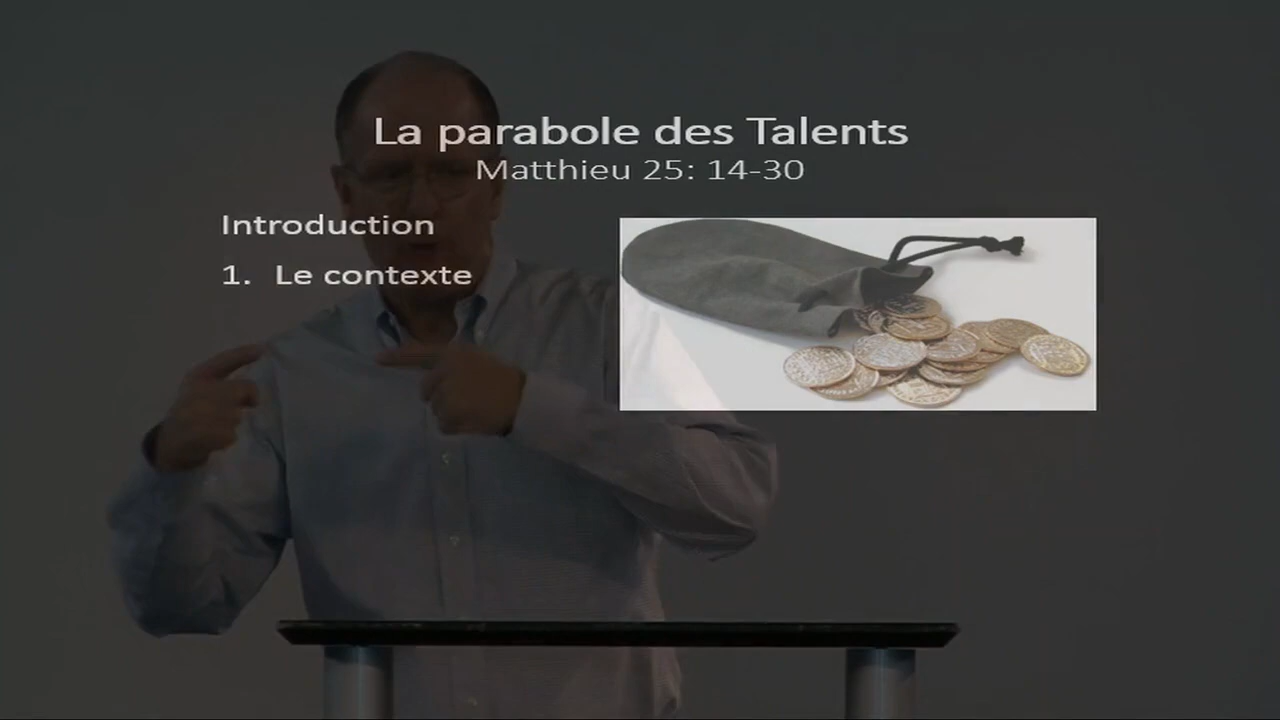 La parabole des Talents
Matthieu 25: 14-30
Introduction
1. Le contexte